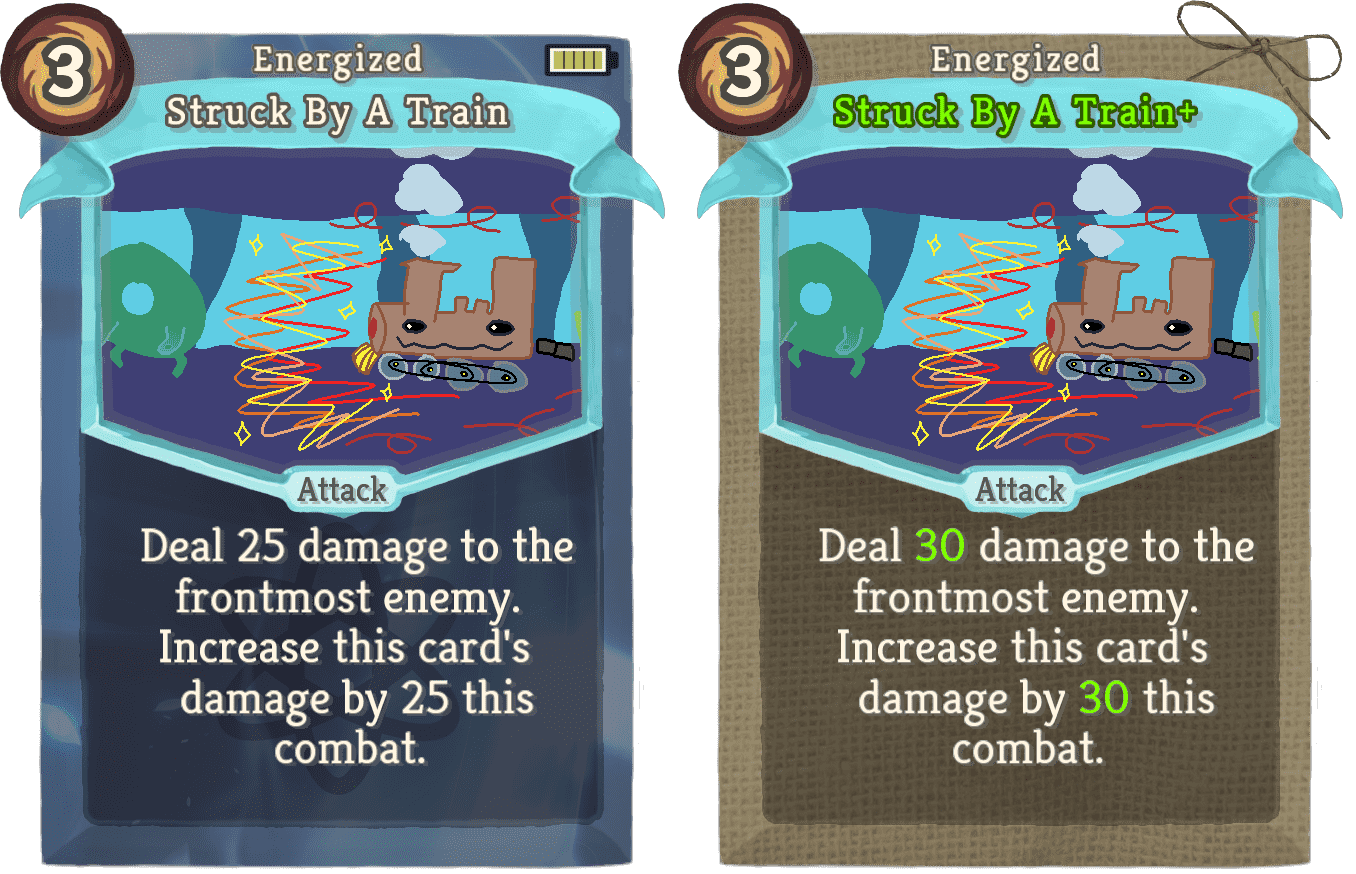 3
Energized
Struck By A Train
Attack
Deal 25 damage to the
frontmost enemy.
Increase this card's
damage by 25 this
combat.
3
Energized
Struck By A Train+
Attack
Deal 30 damage to the
frontmost enemy.
Increase this card's
damage by 30 this
combat.